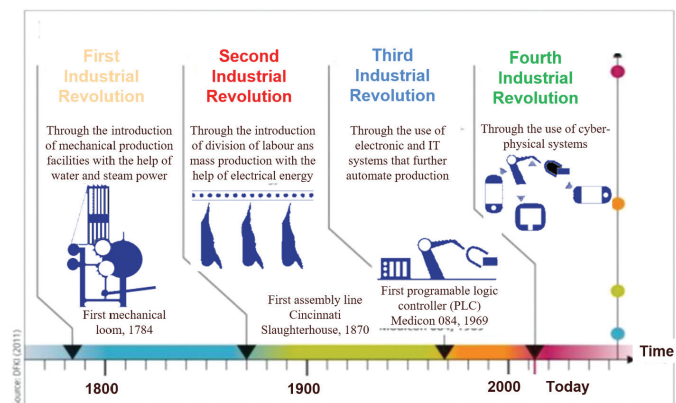 First
Industrial
Revolution
Through the introduction
of mechanical production
facilities with the help of
water and steam power
First mechanical
loom, 1784
Second
Industrial
Revolution
Through the introduction
of division of labour ans
mass production with the
help of electrical energy
First assembly line
Cincinnati
Slaughterhouse, 1870
Third
Industrial
Revolution
Through the use of
electronic and IT
systems that further
automate production
First programable logic
controller (PLC)
Medicon 084, 1969
Fourth
Industrial
Revolution
Through the use of cyber-
physical systems
Time
1800
1900
2000
Today
Source: DFKI (2011)